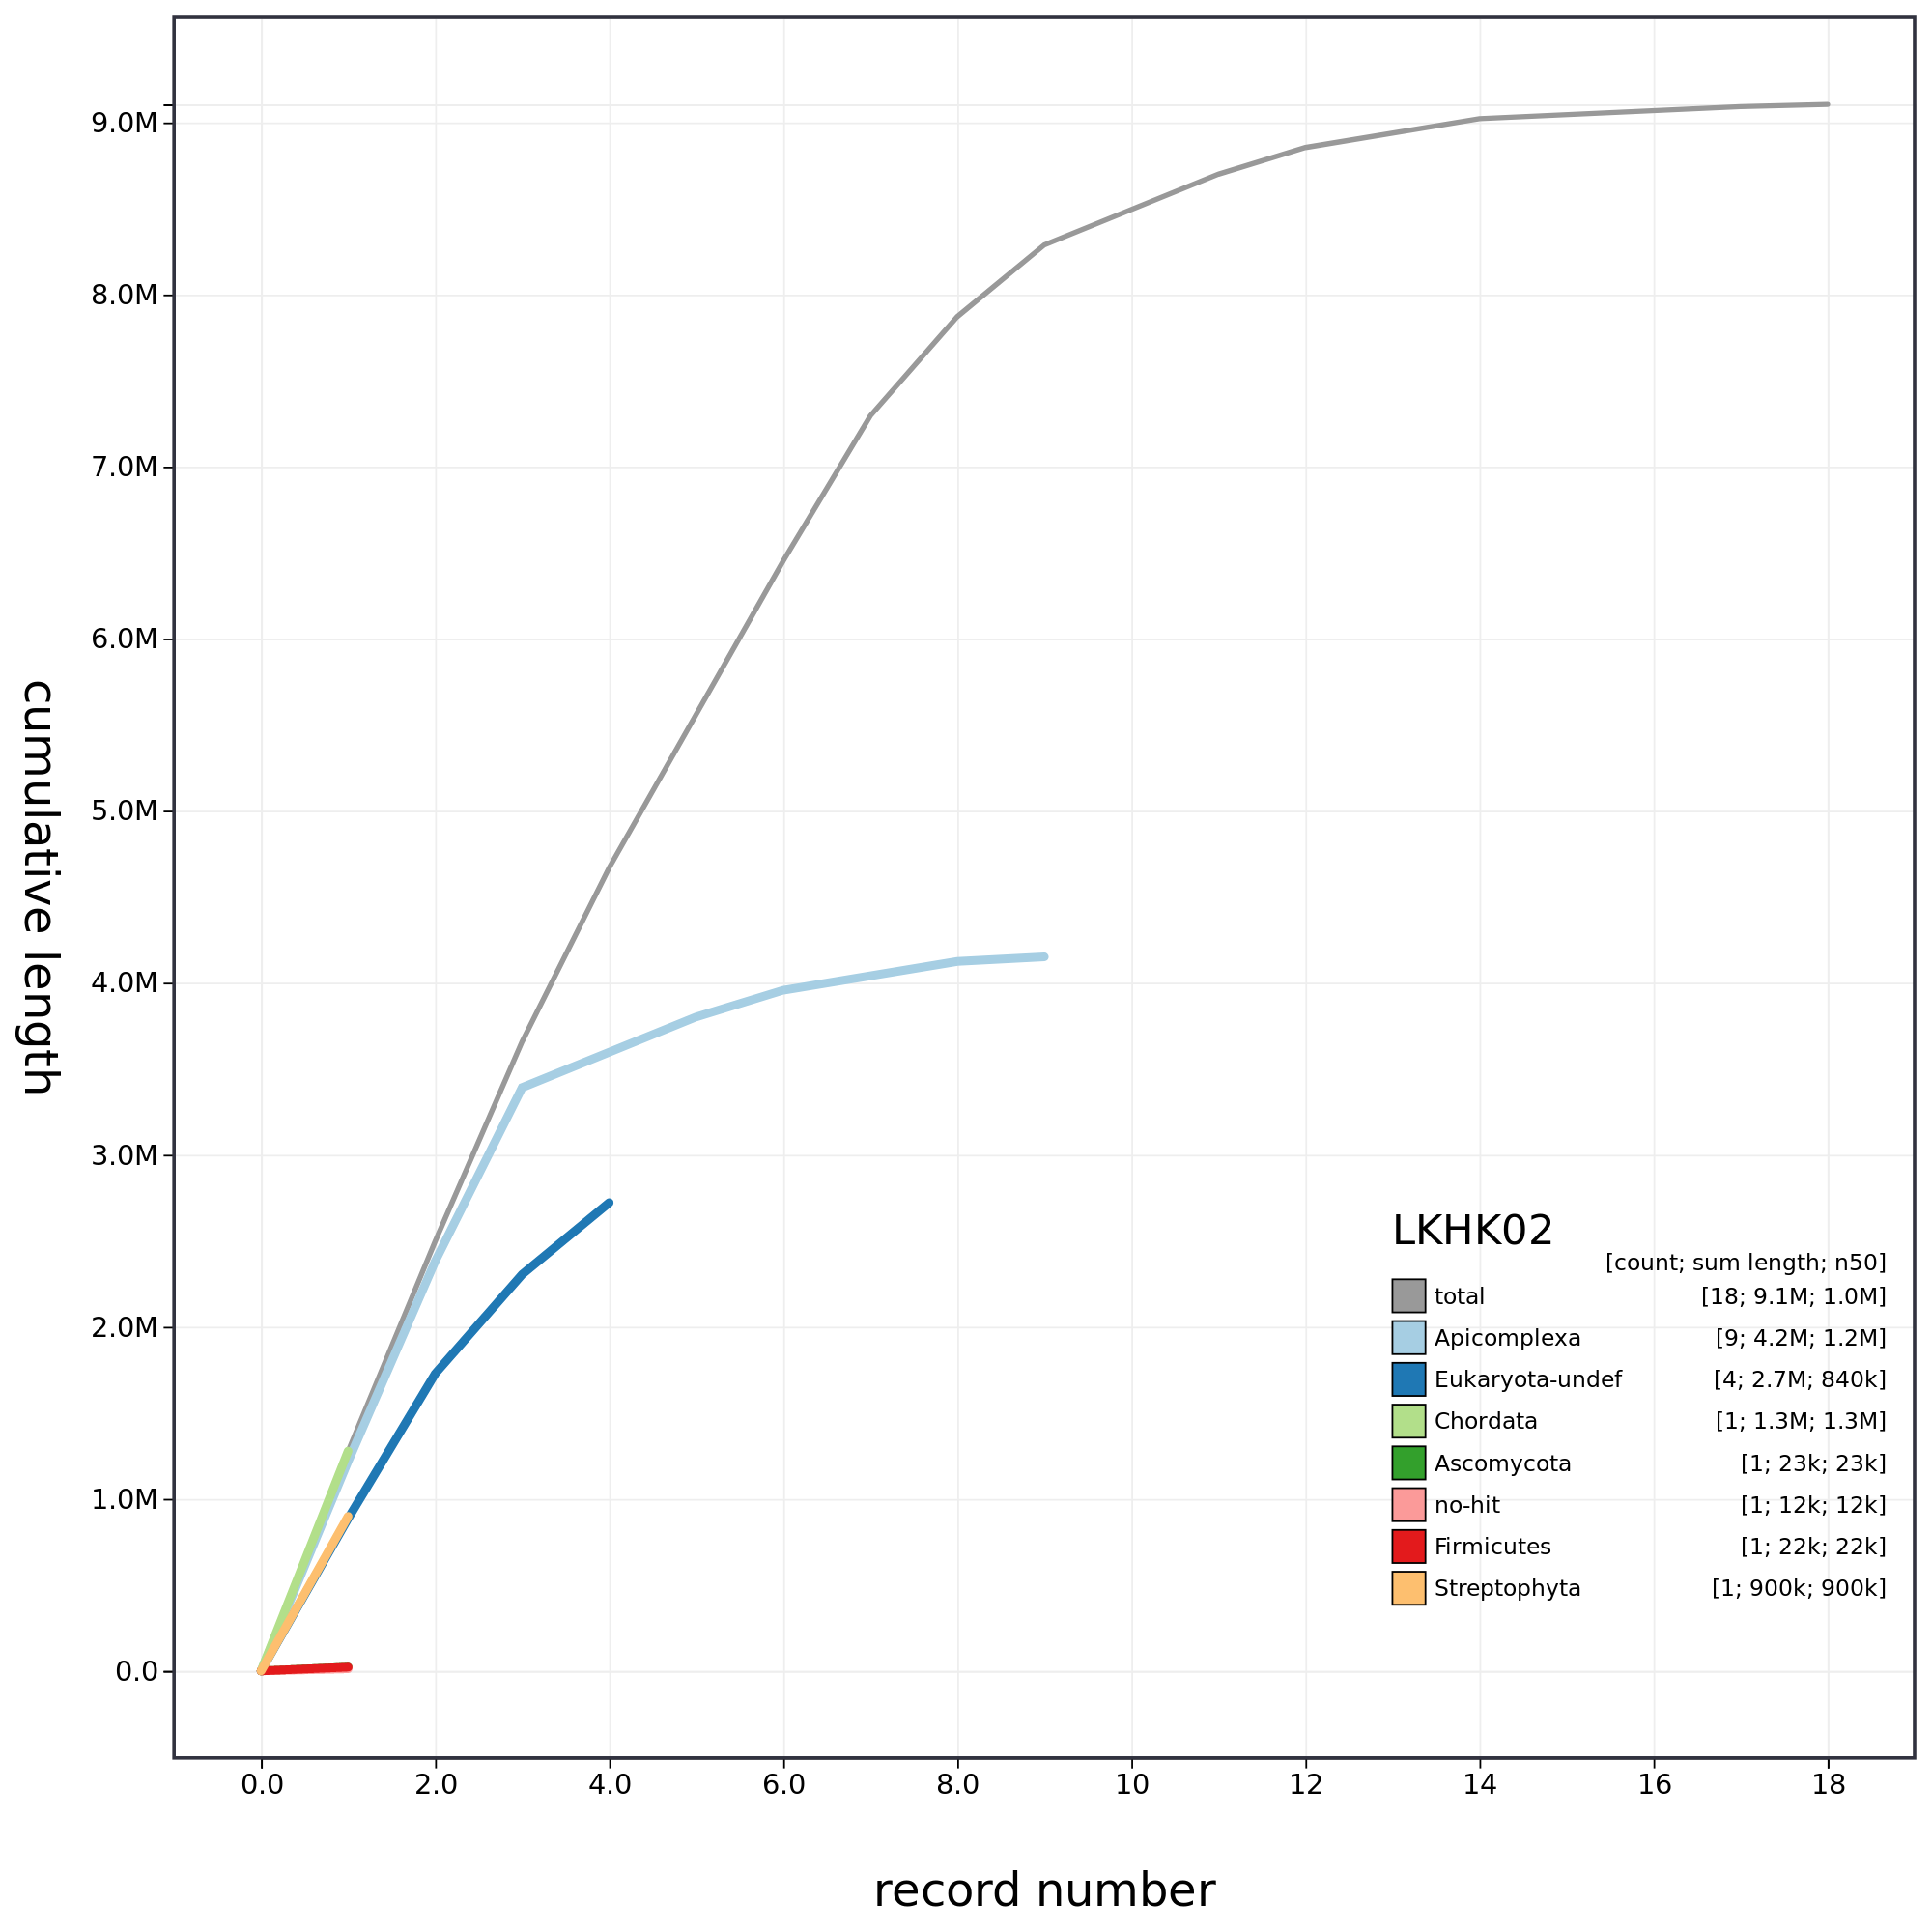 9.0M
8.0M
7.0M
6.0M
5.0M
4.0M
3.0M
2.0M
1.0M
0.0
cumulative length
LKHK02
[count; sum length; n50]
total [18; 9.1M; 1.0M]
Apicomplexa [9; 4.2M; 1.2M]
Eukaryota-undef [4; 2.7M; 840k]
Chordata [1; 1.3M; 1.3M]
Ascomycota [1; 23k; 23k]
no-hit [1; 12k; 12k]
Firmicutes [1; 22k; 22k]
Streptophyta [1; 900k; 900k]
0.0 2.0 4.0 6.0 8.0 10 12 14 16 18
record number